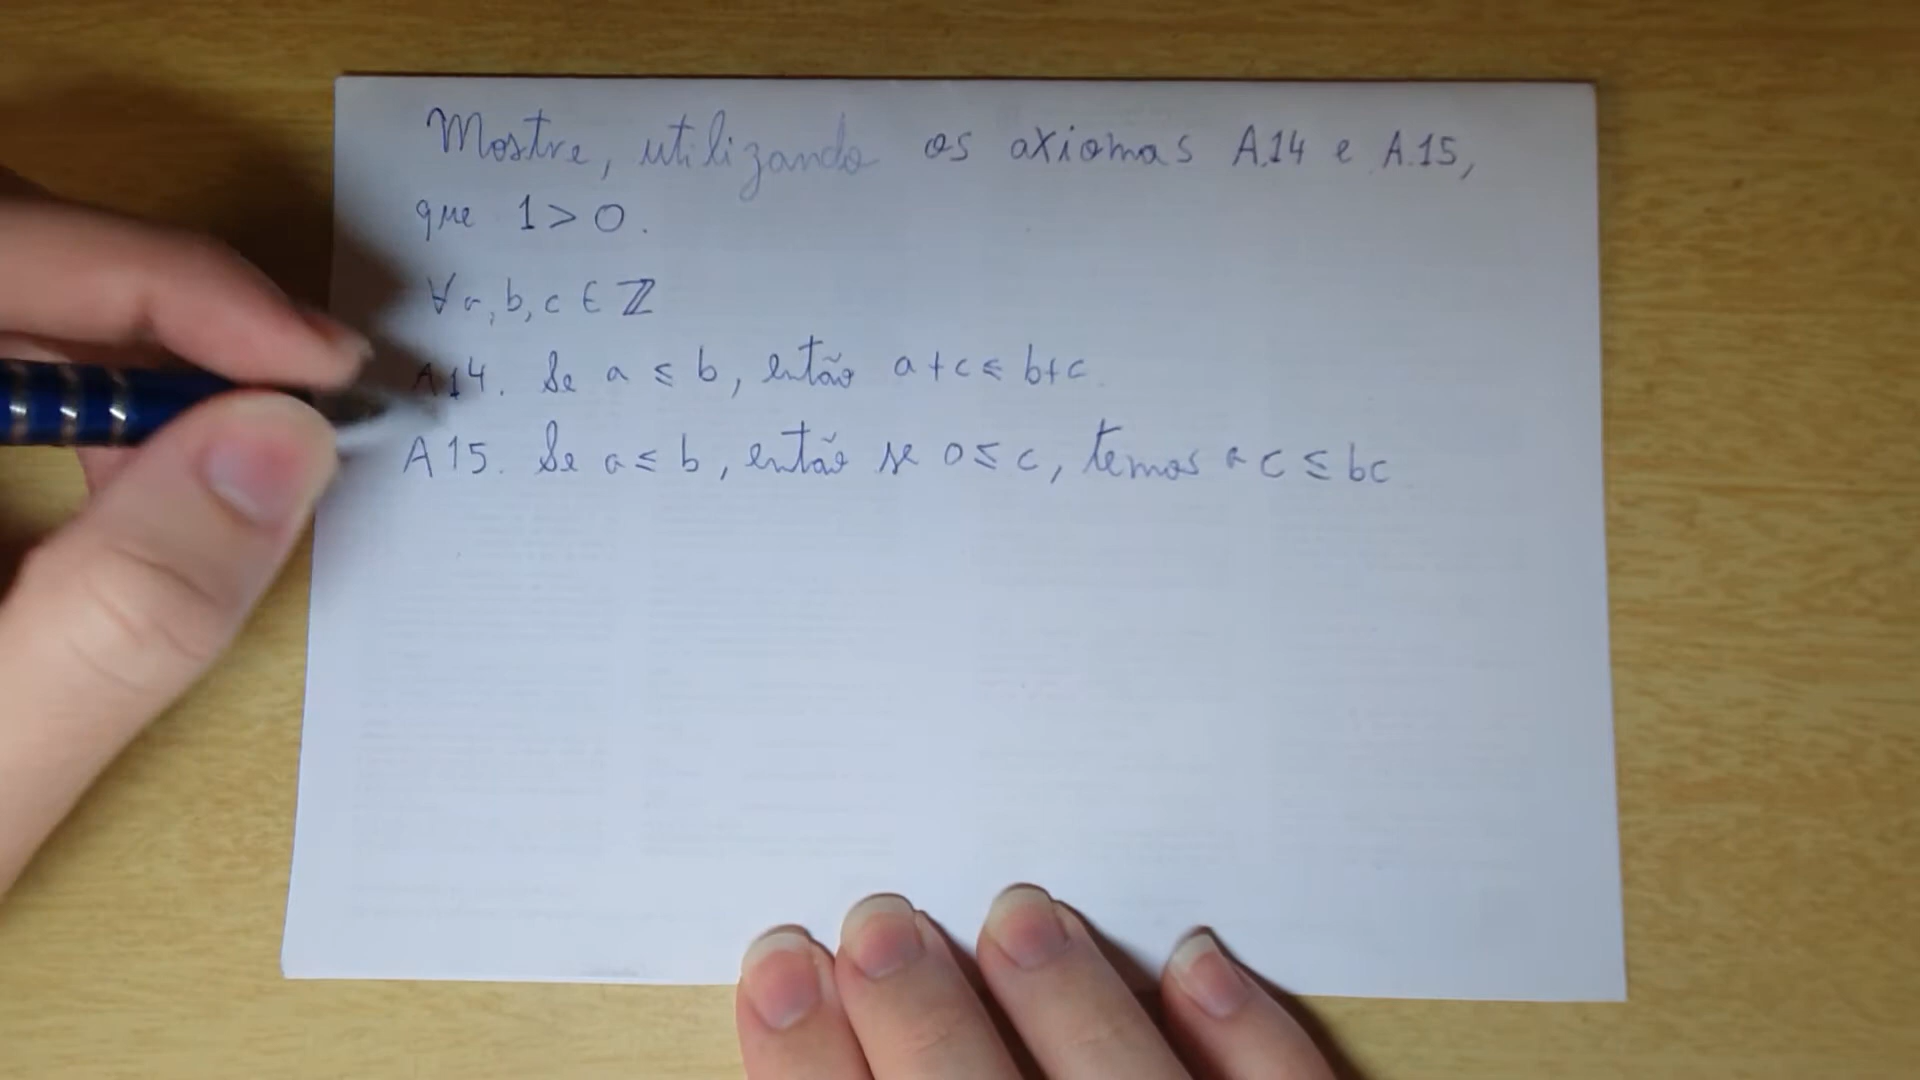 Mostre, utilizando os axiomas A.14 e A.15,
que 1 > 0.
∀ a, b, c ∈ ℤ
A14. Se a ≤ b, então a + c ≤ b + c.
A15. Se a ≤ b, então se 0 ≤ c, temos ac ≤ bc